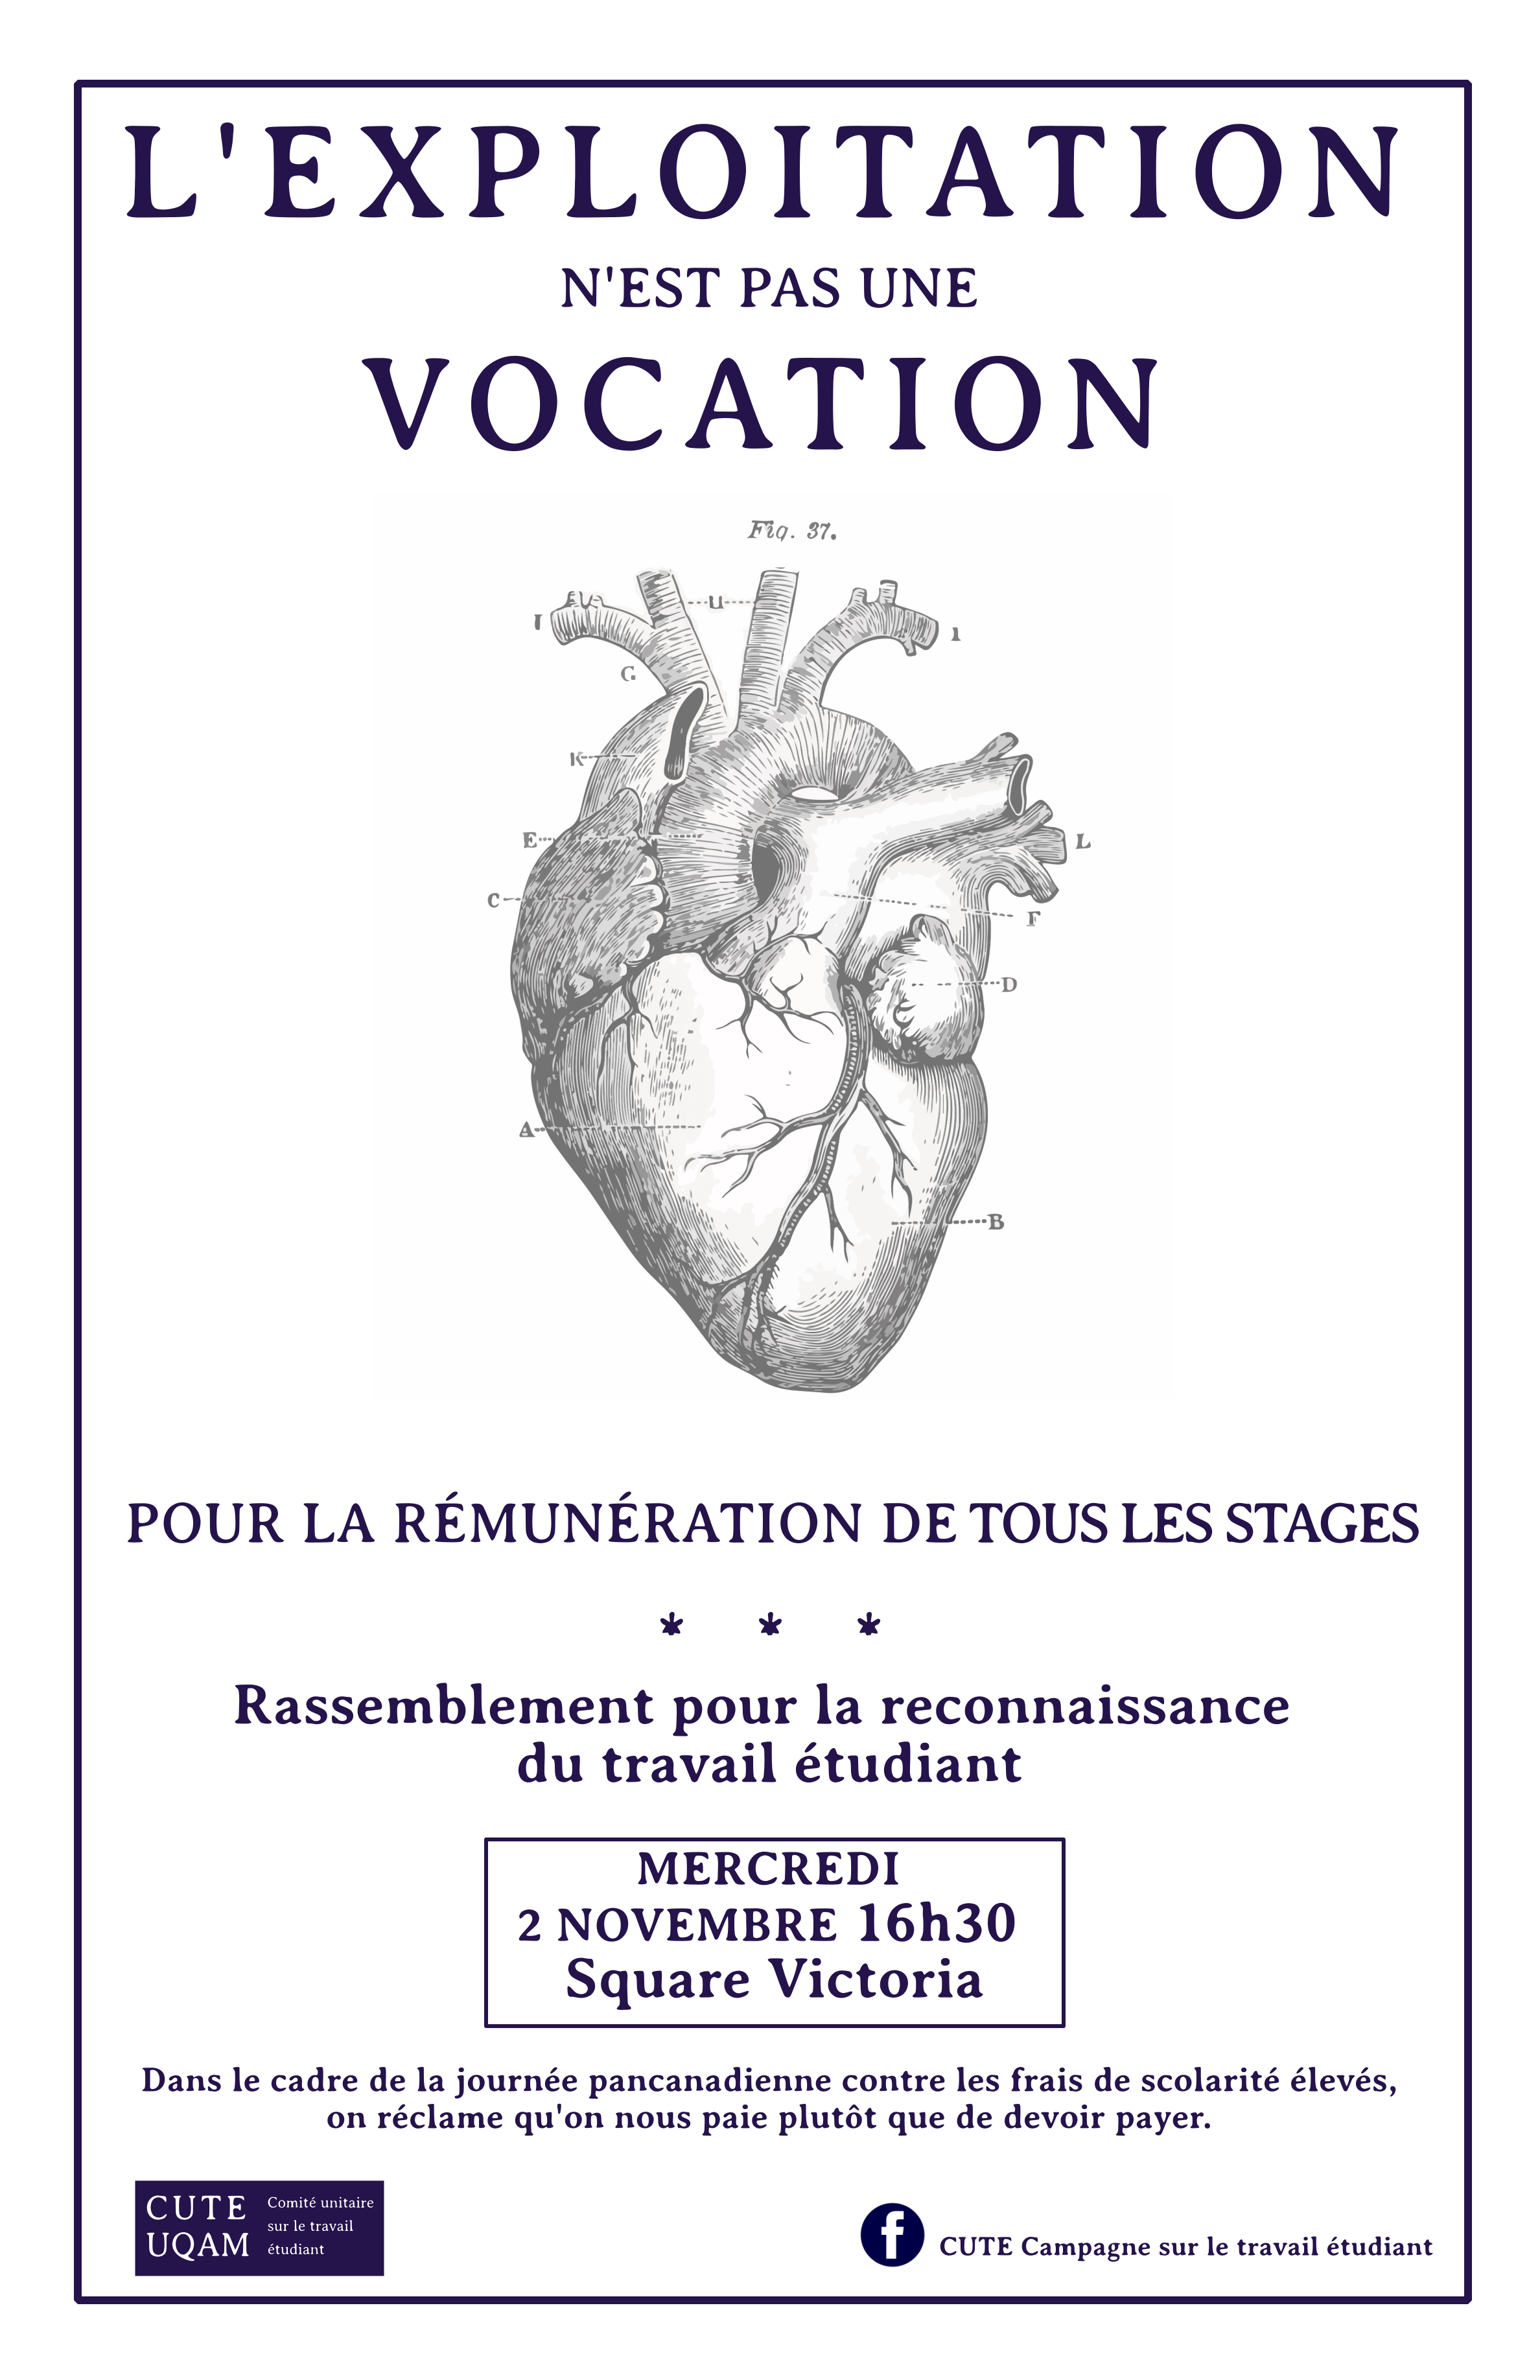 L'EXPLOITATION
N'EST PAS UNE
VOCATION
Fig. 37.
I
U
1
G.
K
E
L
C
F
D
A
B
POUR LA RÉMUNÉRATION DE TOUS LES STAGES
* * *
Rassemblement pour la reconnaissance
du travail étudiant
MERCREDI
2 NOVEMBRE 16h30
Square Victoria
Dans le cadre de la journée pancanadienne contre les frais de scolarité élevés,
on réclame qu'on nous paie plutôt que de devoir payer.
CUTE
UQAM
Comité unitaire
sur le travail
étudiant
f
CUTE Campagne sur le travail étudiant